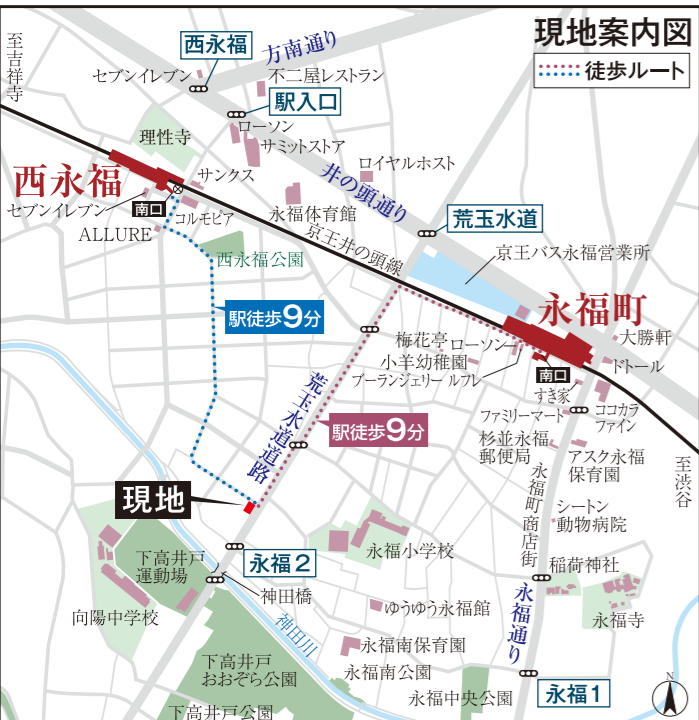 現地案内図
徒歩ルート
至吉祥寺
西永福
方南通り
セブンイレブン
不二屋レストラン
駅入口
理性寺
ローソン
サミットストア
ロイヤルホスト
井の頭通り
西永福
サンクス
南口
セブンイレブン
コルモピア
永福体育館
荒玉水道
ALLURE
京王井の頭線
京王バス永福営業所
西永福公園
永福町
駅徒歩9分
梅花亭
ローソン
大勝軒
小羊幼稚園
ブーランジェリー ルフレ
南口
ドトール
すき家
荒玉水道道路
ファミリーマート
ココカラ
ファイン
駅徒歩9分
杉並永福
郵便局
アスク永福
保育園
至渋谷
現地
永福町商店街
シートン
動物病院
下高井戸
運動場
永福2
永福小学校
稲荷神社
神田橋
向陽中学校
神田川
ゆうゆう永福館
永福通り
永福寺
永福南保育園
下高井戸
おおぞら公園
永福南公園
永福中央公園
永福1
下高井戸公園
N